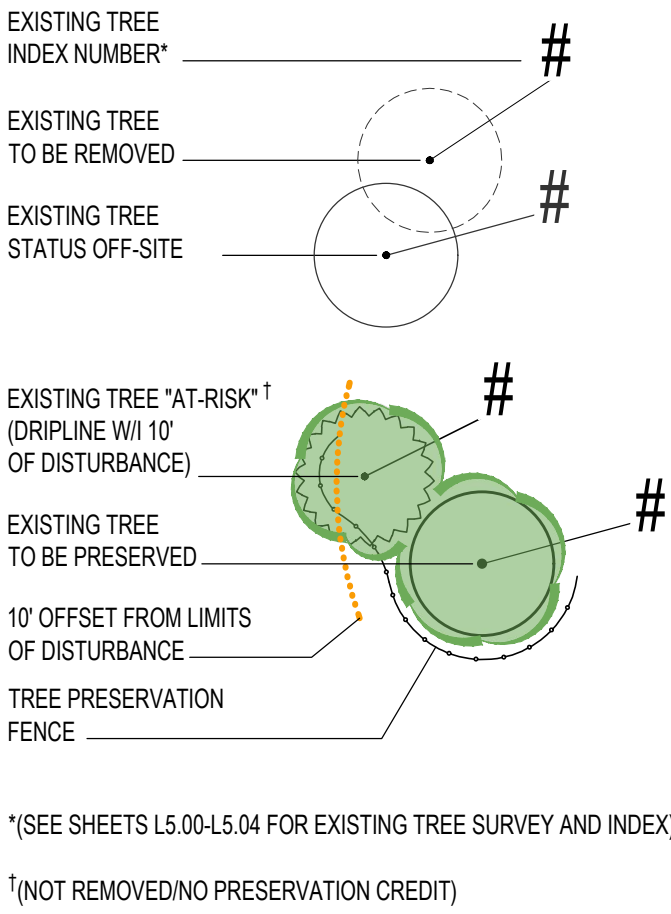 EXISTING TREE
INDEX NUMBER*
#
EXISTING TREE
TO BE REMOVED
#
EXISTING TREE
STATUS OFF-SITE
EXISTING TREE "AT-RISK" †
(DRIPLINE W/I 10'
OF DISTURBANCE)
#
EXISTING TREE
TO BE PRESERVED
#
10' OFFSET FROM LIMITS
OF DISTURBANCE
TREE PRESERVATION
FENCE
*(SEE SHEETS L5.00-L5.04 FOR EXISTING TREE SURVEY AND INDEX)
†(NOT REMOVED/NO PRESERVATION CREDIT)